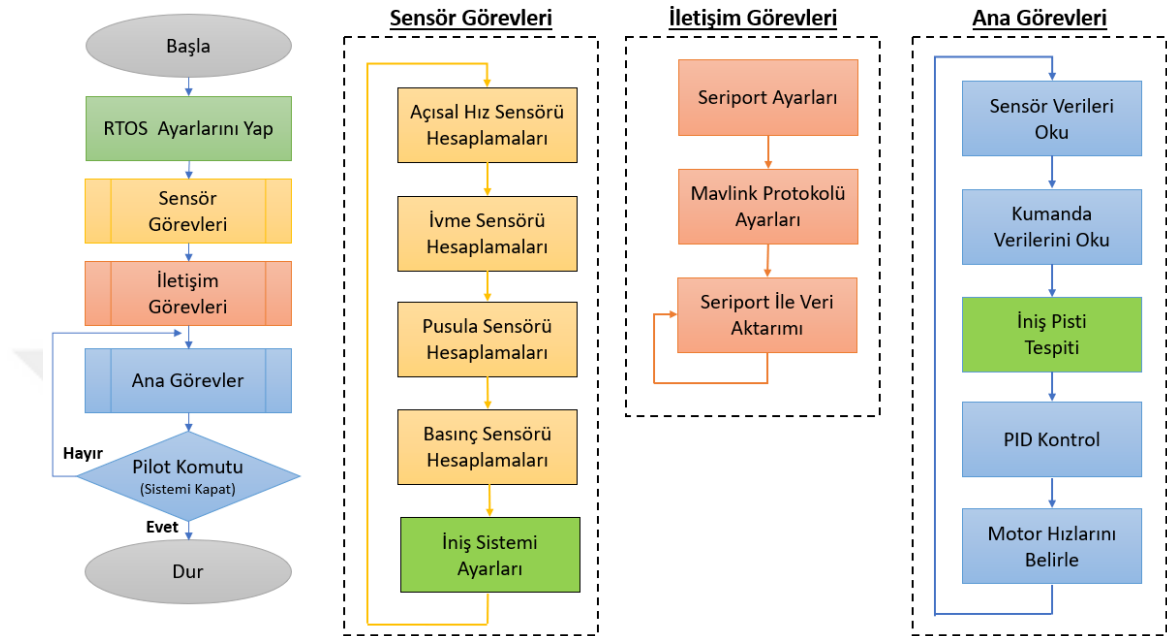 Başla
RTOS Ayarlarını Yap
Sensör
Görevleri
İletişim
Görevleri
Ana Görevler
Hayır
Pilot Komutu
(Sistemi Kapat)
Evet
Dur
Sensör Görevleri
Açısal Hız Sensörü
Hesaplamaları
İvme Sensörü
Hesaplamaları
Pusula Sensörü
Hesaplamaları
Basınç Sensörü
Hesaplamaları
İniş Sistemi
Ayarları
İletişim Görevleri
Seriport Ayarları
Mavlink Protokolü
Ayarları
Seriport İle Veri
Aktarımı
Ana Görevleri
Sensör Verileri
Oku
Kumanda
Verilerini Oku
İniş Pisti
Tespiti
PID Kontrol
Motor Hızlarını
Belirle